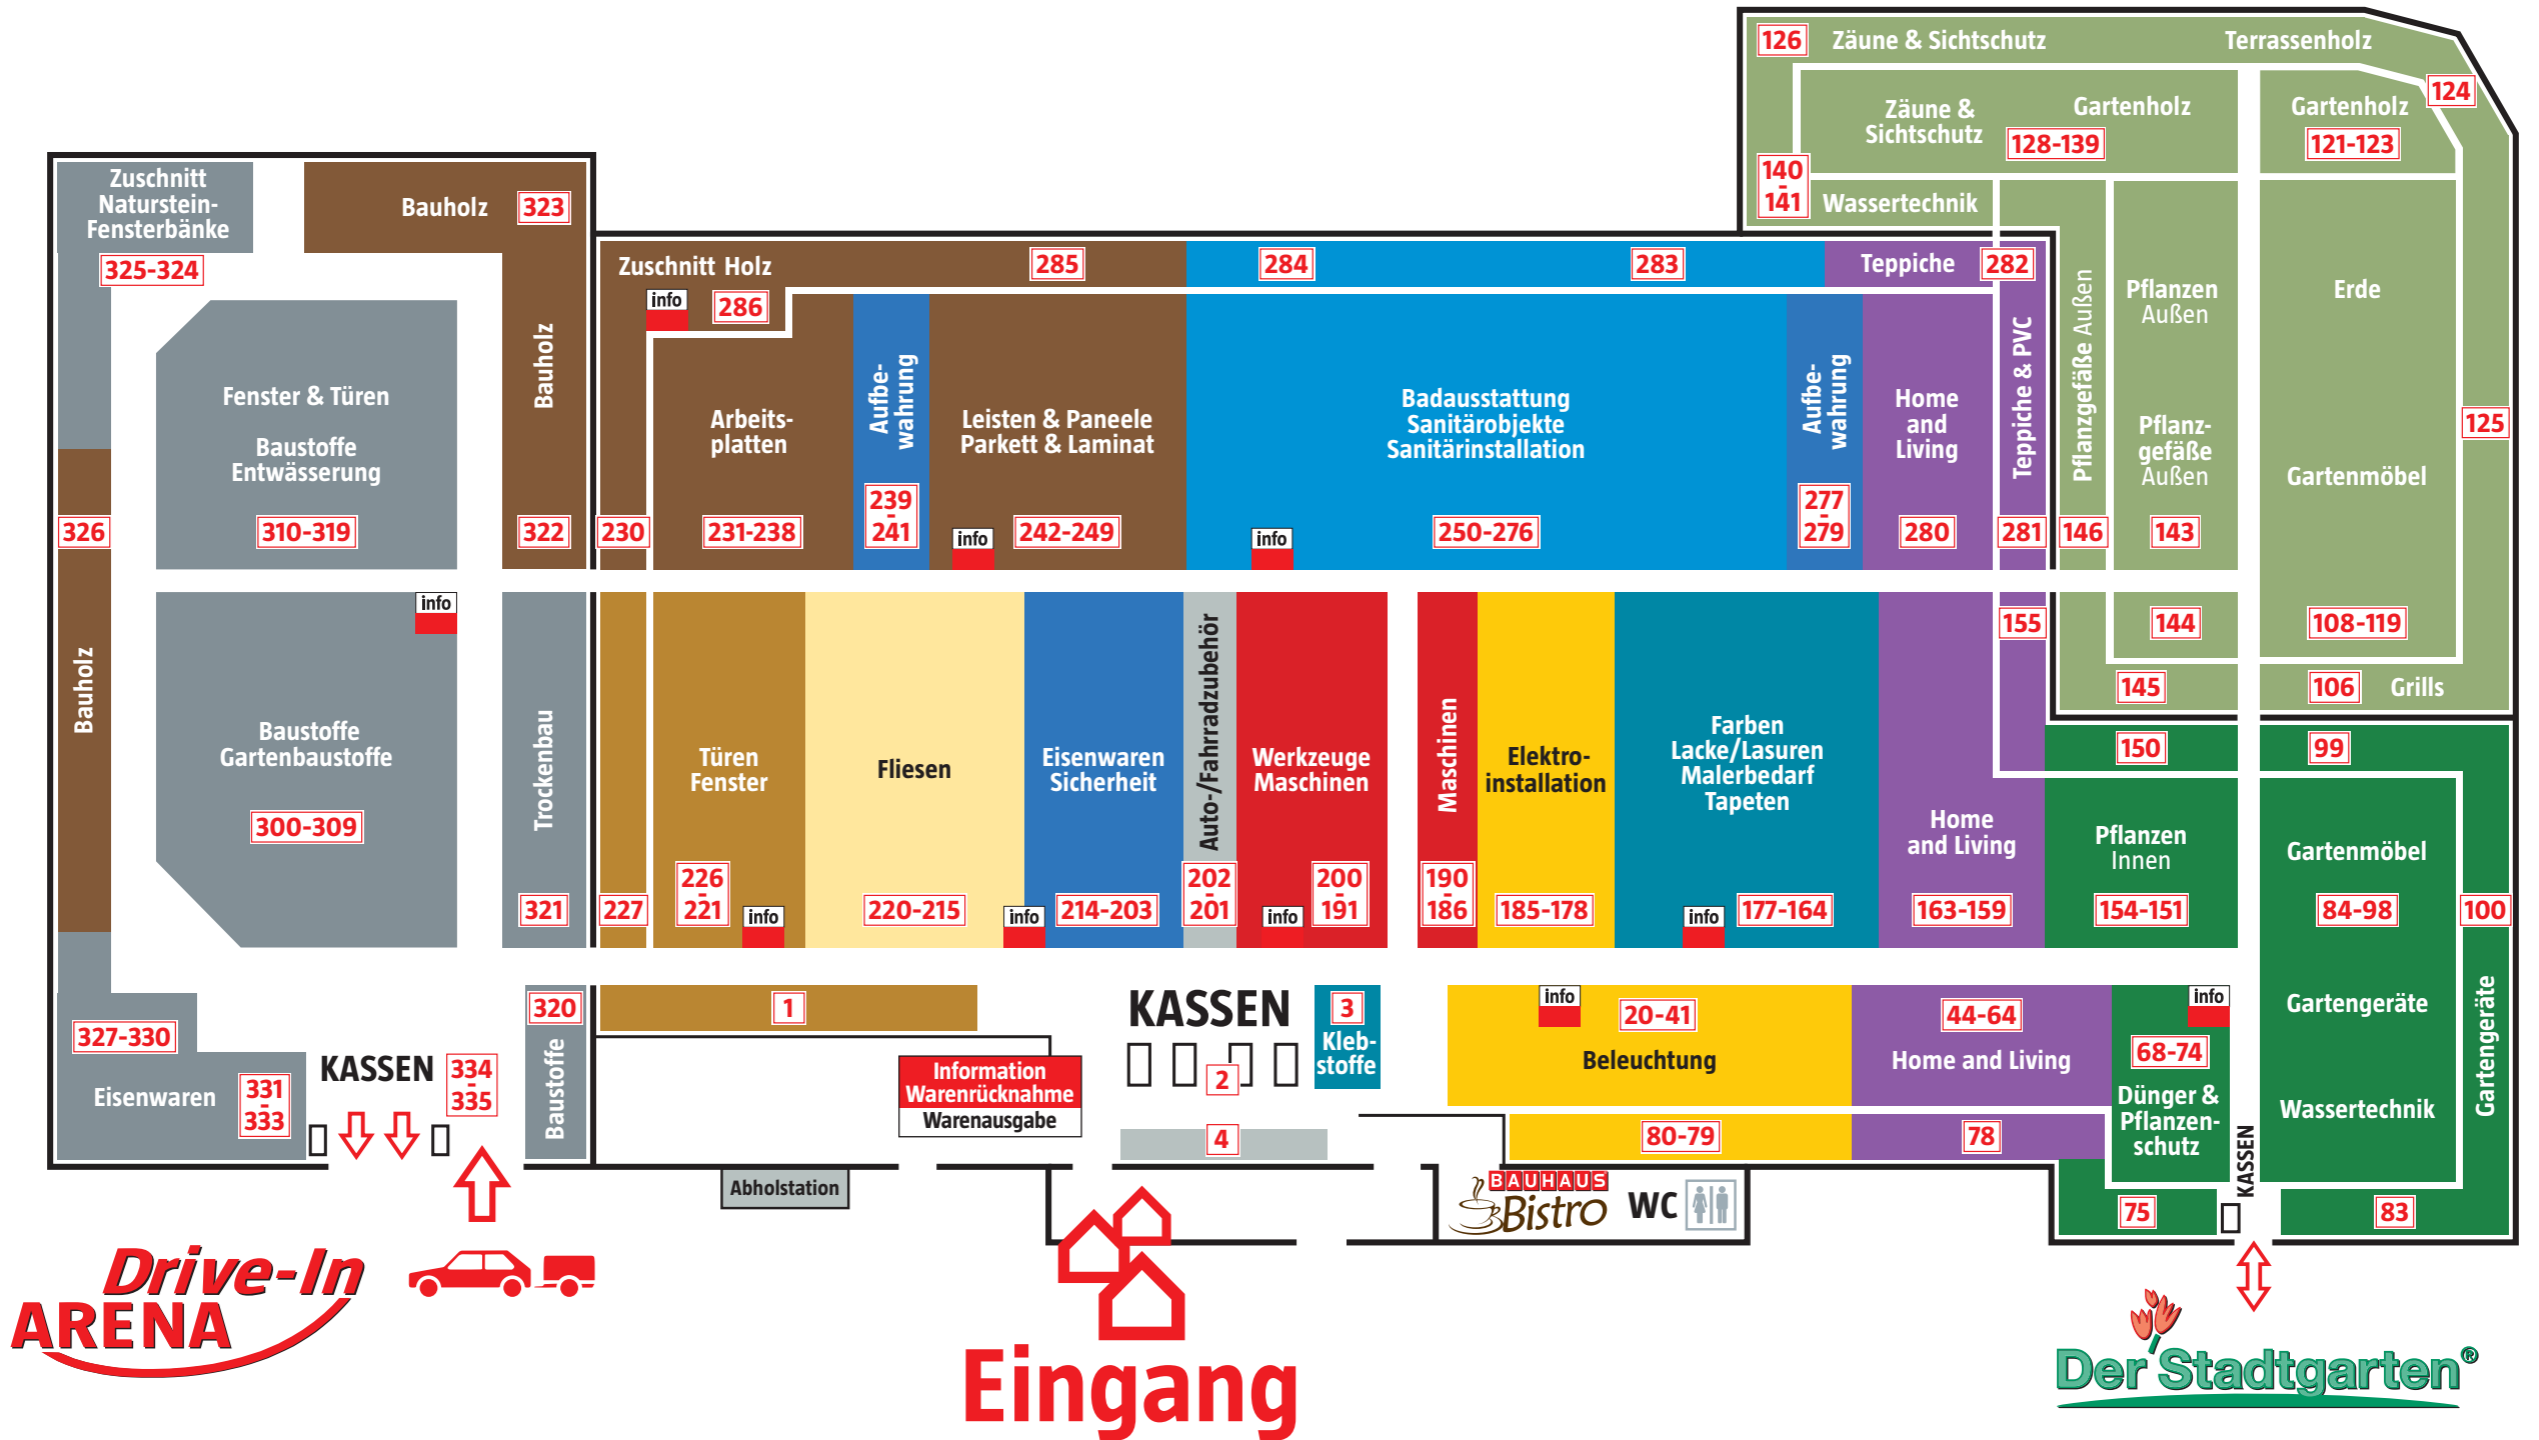 126
Zäune & Sichtschutz
Terrassenholz
124
Zäune &
Sichtschutz
Gartenholz
128-139
Gartenholz
121-123
140
-
141
Wassertechnik
Zuschnitt
Naturstein-
Fensterbänke
325-324
Bauholz
323
Bauholz
322
Fenster & Türen
Baustoffe
Entwässerung
310-319
326
Bauholz
info
Baustoffe
Gartenbaustoffe
300-309
Trockenbau
321
327-330
Eisenwaren
331
-
333
KASSEN
334
-
335
320
Baustoffe
Zuschnitt Holz
285
info
286
230
Arbeits-
platten
231-238
Aufbe-
wahrung
239
-
241
Leisten & Paneele
Parkett & Laminat
info
242-249
284
283
Badausstattung
Sanitärobjekte
Sanitärinstallation
info
250-276
Aufbe-
wahrung
277
-
279
Teppiche
282
Home
and
Living
280
Teppiche & PVC
281
Pflanzgefäße Außen
146
Pflanzen
Außen
Pflanz-
gefäße
Außen
143
Erde
Gartenmöbel
125
144
108-119
145
106
Grills
227
Türen
Fenster
226
-
221
info
Fliesen
220-215
info
Eisenwaren
Sicherheit
214-203
Auto-/Fahrradzubehör
202
-
201
Werkzeuge
Maschinen
info
200
-
191
Maschinen
190
-
186
Elektro-
installation
185-178
Farben
Lacke/Lasuren
Malerbedarf
Tapeten
info
177-164
155
Home
and Living
163-159
150
Pflanzen
Innen
154-151
99
Gartenmöbel
84-98
100
Gartengeräte
Wassertechnik
Gartengeräte
1
Information
Warenrücknahme
Warenausgabe
KASSEN
2
3
Kleb-
stoffe
4
info
20-41
Beleuchtung
80-79
44-64
Home and Living
78
info
68-74
Dünger &
Pflanzen-
schutz
KASSEN
75
83
Abholstation
BAUHAUS
Bistro
WC
Drive-In
ARENA
Eingang
Der Stadtgarten®